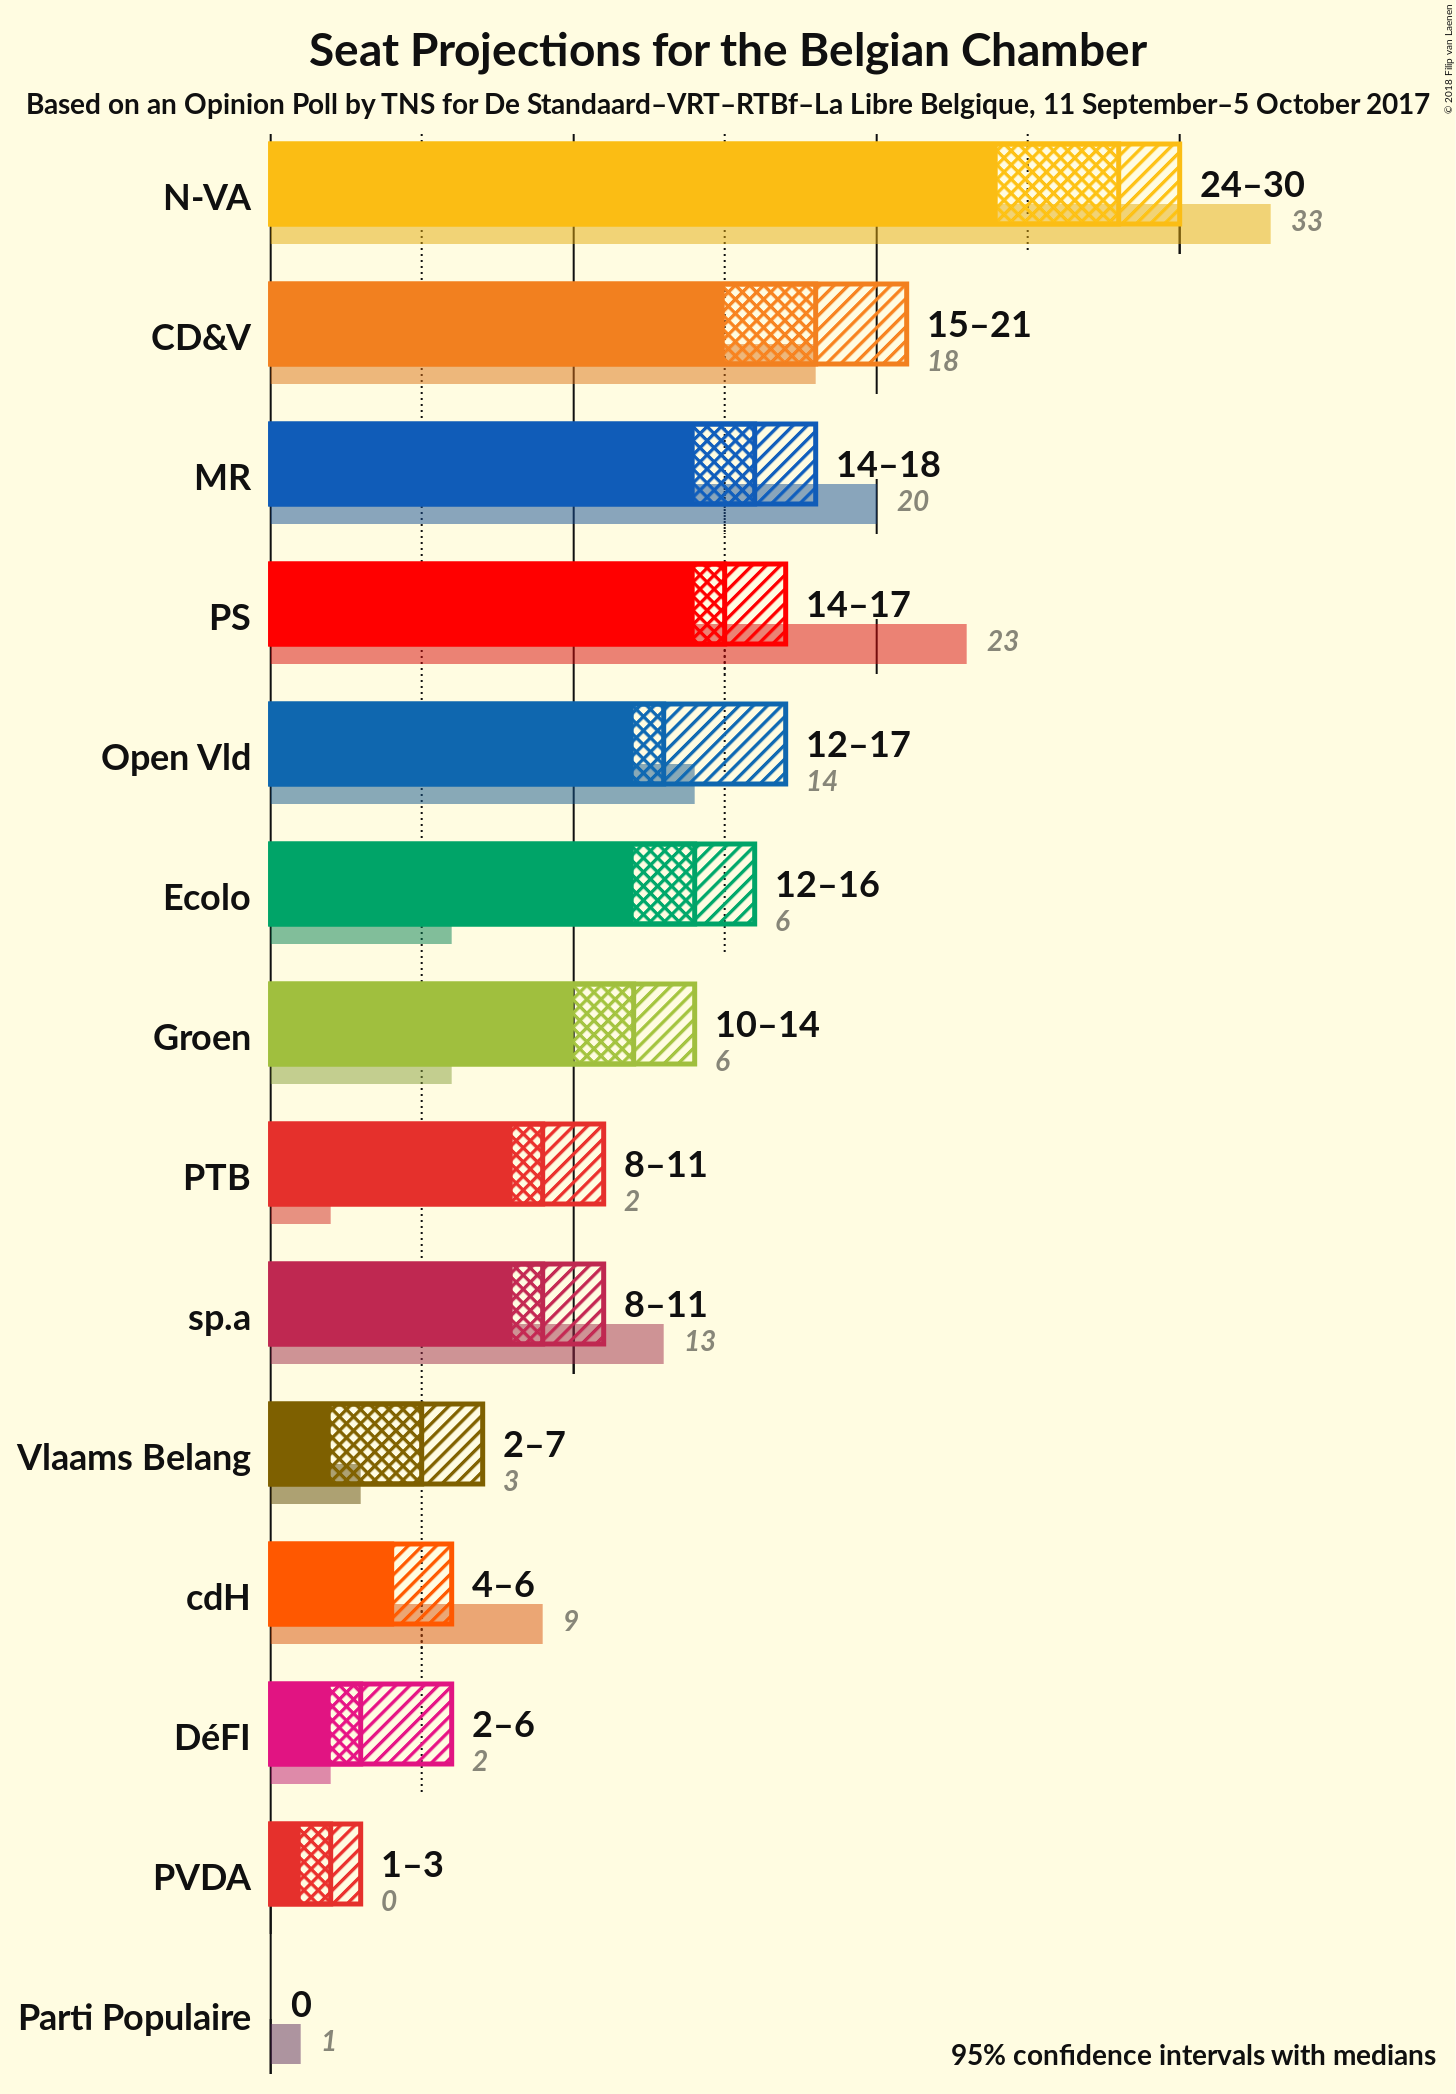 Seat Projections for the Belgian Chamber
Based on an Opinion Poll by TNS for De Standaard–VRT–RTBf–La Libre Belgique, 11 September–5 October 2017
© 2018 Filip van Laenen
N-VA
24–30
33
CD&V
15–21
18
MR
14–18
20
PS
14–17
23
Open Vld
12–17
14
Ecolo
12–16
6
Groen
10–14
6
PTB
8–11
2
sp.a
8–11
13
Vlaams Belang
2–7
3
cdH
4–6
9
DéFI
2–6
2
PVDA
1–3
0
Parti Populaire
0
1
95% confidence intervals with medians